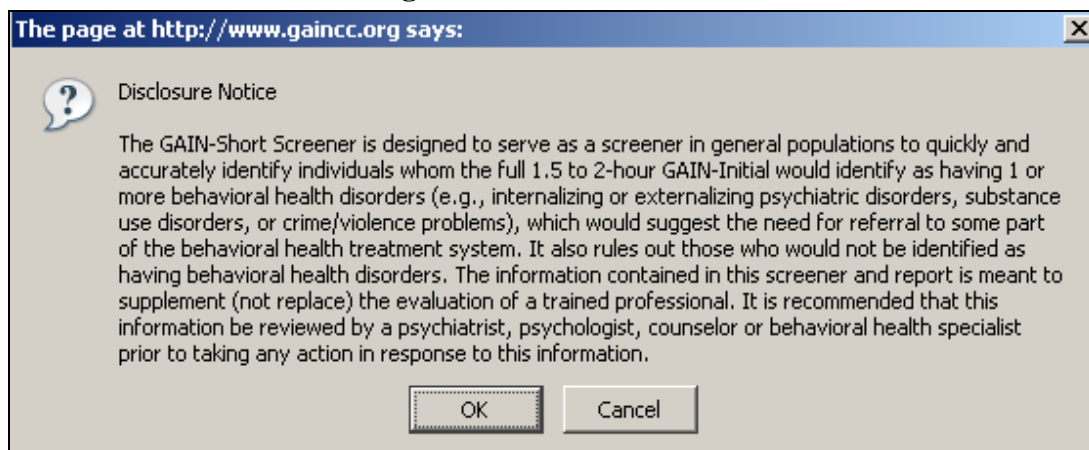 The page at http://www.gaincc.org says:
Disclosure Notice
The GAIN-Short Screener is designed to serve as a screener in general populations to quickly and
accurately identify individuals whom the full 1.5 to 2-hour GAIN-Initial would identify as having 1 or
more behavioral health disorders (e.g., internalizing or externalizing psychiatric disorders, substance
use disorders, or crime/violence problems), which would suggest the need for referral to some part
of the behavioral health treatment system. It also rules out those who would not be identified as
having behavioral health disorders. The information contained in this screener and report is meant to
supplement (not replace) the evaluation of a trained professional. It is recommended that this
information be reviewed by a psychiatrist, psychologist, counselor or behavioral health specialist
prior to taking any action in response to this information.
OK Cancel